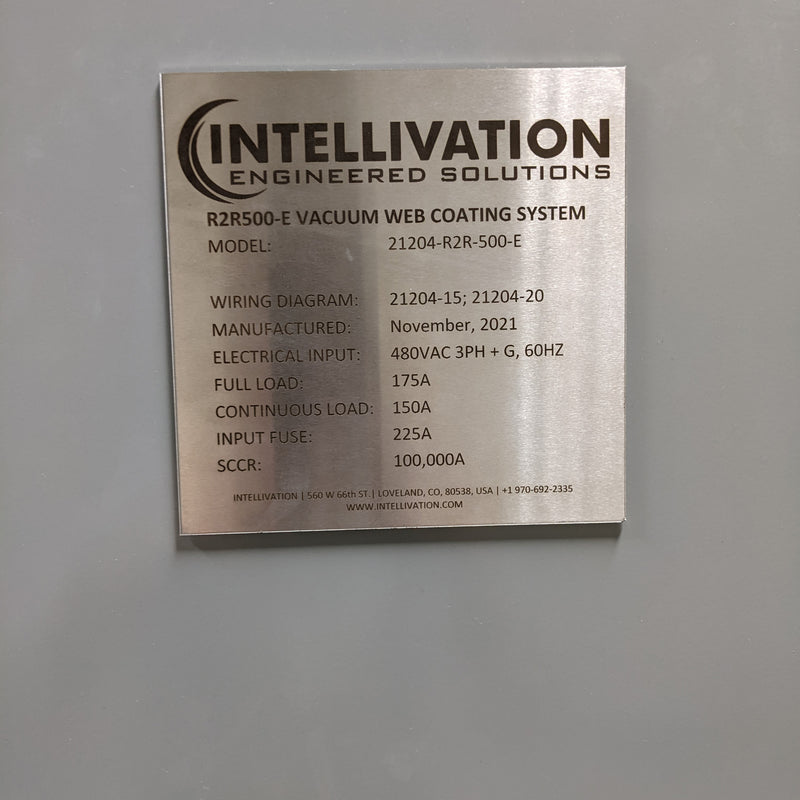 INTELLIVATION
ENGINEERED SOLUTIONS
R2R500-E VACUUM WEB COATING SYSTEM
MODEL: 21204-R2R-500-E
WIRING DIAGRAM: 21204-15; 21204-20
MANUFACTURED: November, 2021
ELECTRICAL INPUT: 480VAC 3PH + G, 60HZ
FULL LOAD: 175A
CONTINUOUS LOAD: 150A
INPUT FUSE: 225A
SCCR: 100,000A
INTELLIVATION | 560 W 66th ST. | LOVELAND, CO, 80538, USA | +1 970-692-2335
WWW.INTELLIVATION.COM